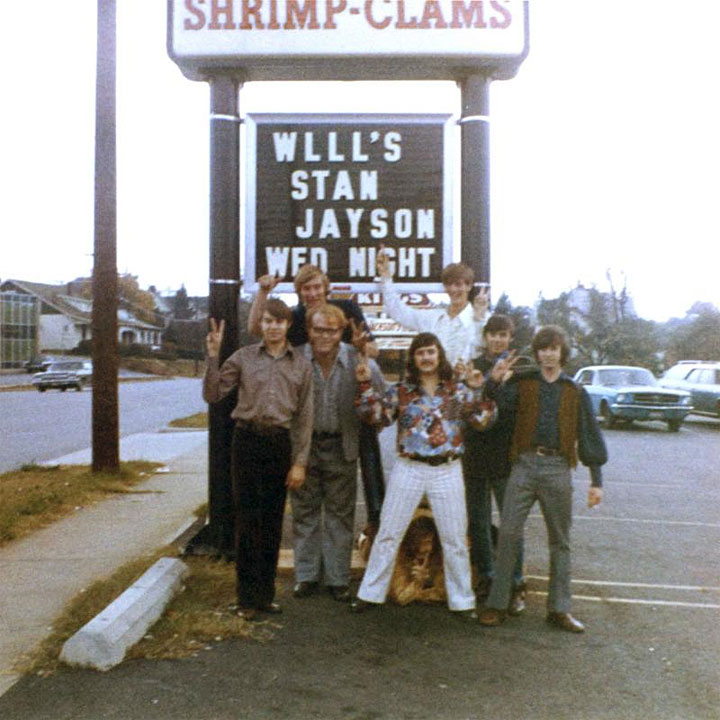 SHRIMP-CLAMS
WLLL'S
STAN
JAYSON
WED NIGHT